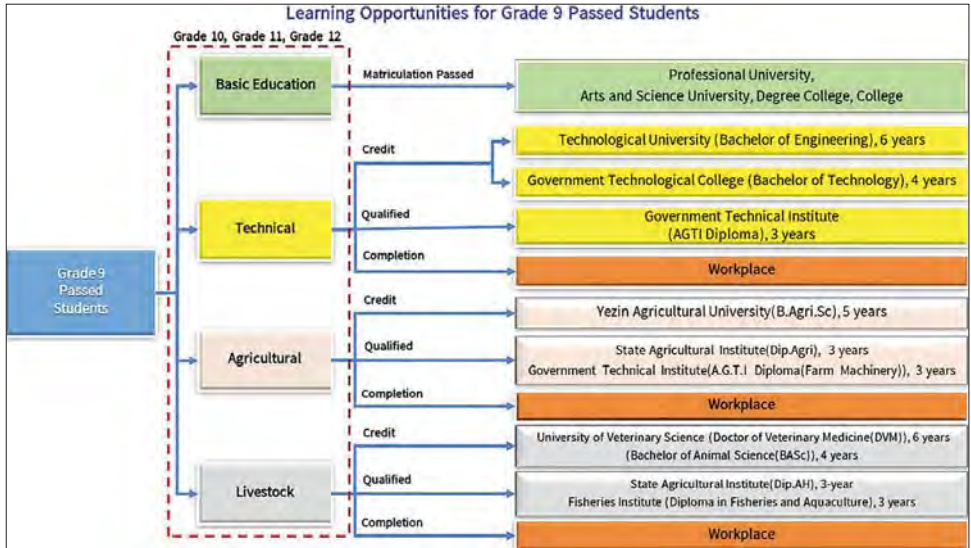 Learning Opportunities for Grade 9 Passed Students
Grade 10, Grade 11, Grade 12
Grade 9
Passed
Students
Basic Education
Matriculation Passed
Professional University,
Arts and Science University, Degree College, College
Technical
Credit
Technological University (Bachelor of Engineering), 6 years
Government Technological College (Bachelor of Technology), 4 years
Qualified
Government Technical Institute
(AGTI Diploma), 3 years
Completion
Workplace
Agricultural
Credit
Yezin Agricultural University(B.Agri.Sc), 5 years
Qualified
State Agricultural Institute(Dip.Agri), 3 years
Government Technical Institute(A.G.T.I Diploma(Farm Machinery)), 3 years
Completion
Workplace
Livestock
Credit
University of Veterinary Science (Doctor of Veterinary Medicine(DVM)), 6 years
(Bachelor of Animal Science(BASc)), 4 years
Qualified
State Agricultural Institute(Dip.AH), 3-year
Fisheries Institute (Diploma in Fisheries and Aquaculture), 3 years
Completion
Workplace